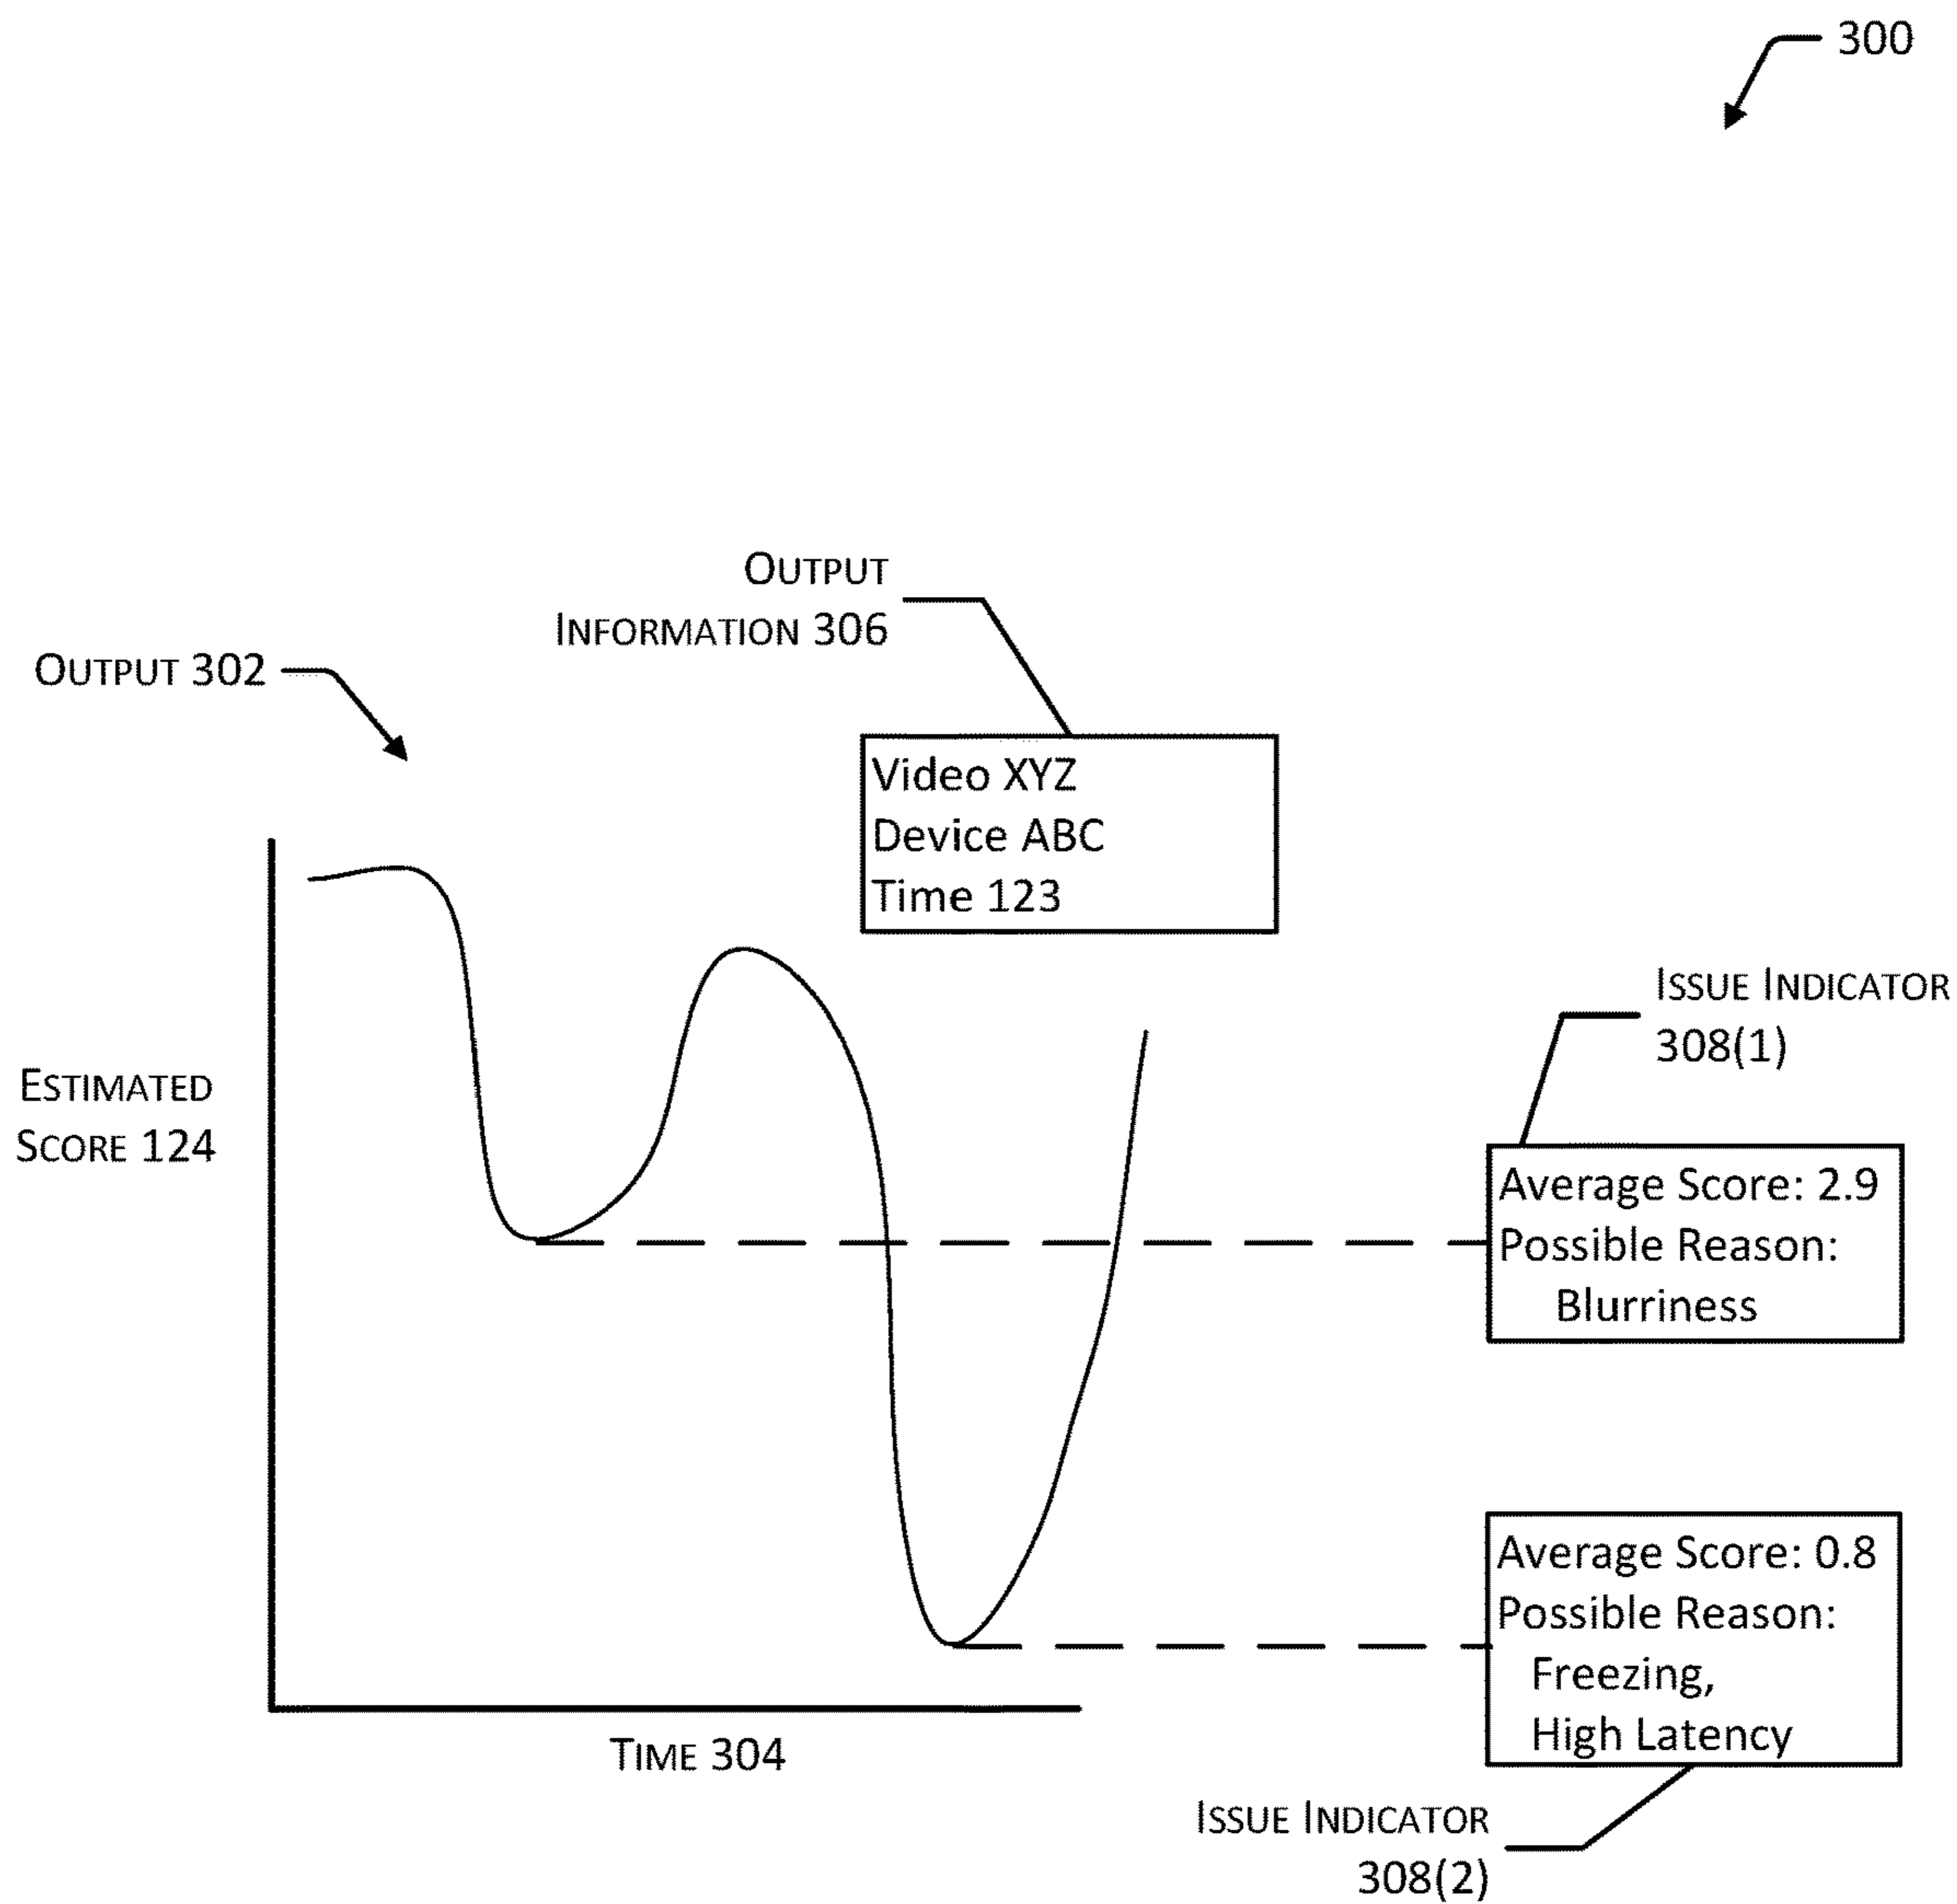 300
OUTPUT
INFORMATION 306
OUTPUT 302
Video XYZ
Device ABC
Time 123
ISSUE INDICATOR
308(1)
ESTIMATED
SCORE 124
Average Score: 2.9
Possible Reason:
Blurriness
Average Score: 0.8
Possible Reason:
Freezing,
High Latency
TIME 304
ISSUE INDICATOR
308(2)